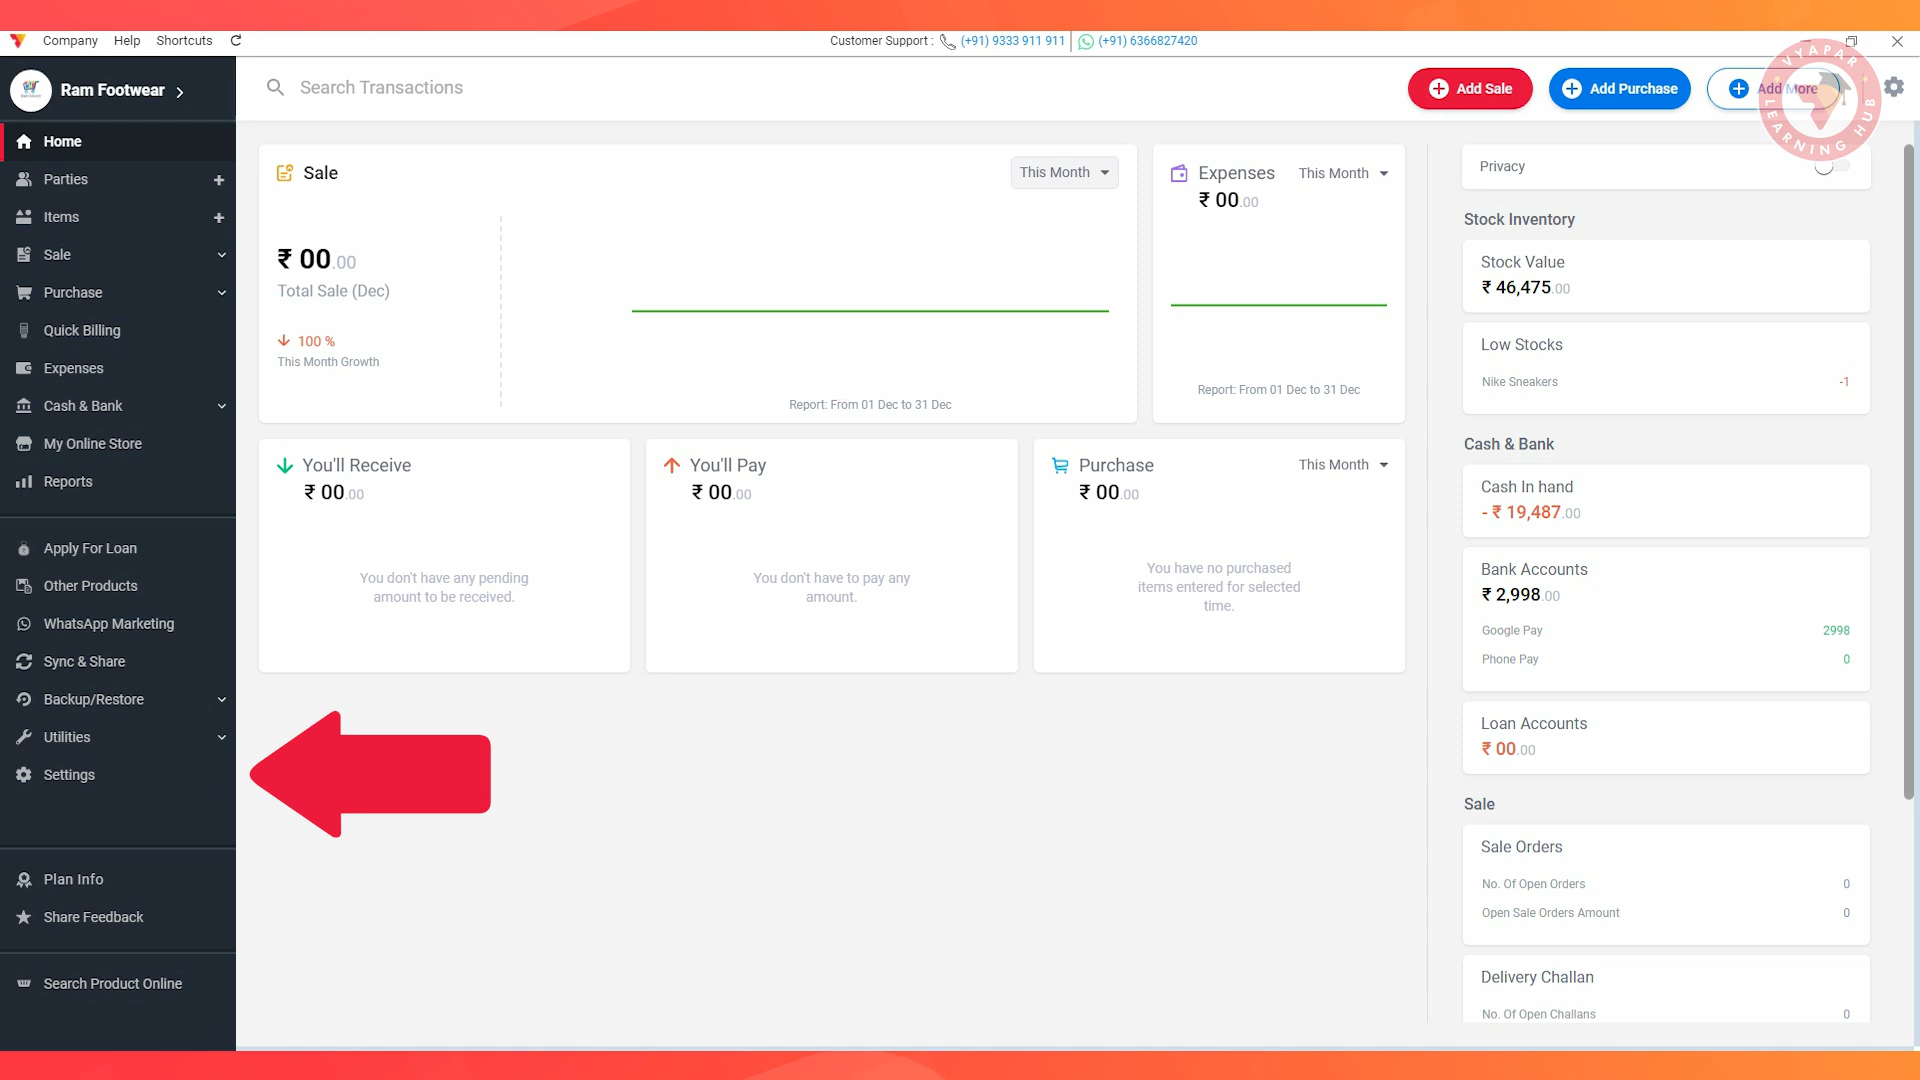 Company Help Shortcuts
Customer Support : (+91) 9333 911 911 (+91) 6366827420
Ram Footwear
Search Transactions
Add Sale
Add Purchase
Add More
VYAPAR
LEARNING HUB
Home
Parties
Items
Sale
Purchase
Quick Billing
Expenses
Cash & Bank
My Online Store
Reports
Apply For Loan
Other Products
WhatsApp Marketing
Sync & Share
Backup/Restore
Utilities
Settings
Plan Info
Share Feedback
Search Product Online
Sale
This Month
₹ 00.00
Total Sale (Dec)
100 %
This Month Growth
Report: From 01 Dec to 31 Dec
Expenses
This Month
₹ 00.00
Report: From 01 Dec to 31 Dec
You'll Receive
₹ 00.00
You don't have any pending
amount to be received.
You'll Pay
₹ 00.00
You don't have to pay any
amount.
Purchase
This Month
₹ 00.00
You have no purchased
items entered for selected
time.
Privacy
Stock Inventory
Stock Value
₹ 46,475.00
Low Stocks
Nike Sneakers -1
Cash & Bank
Cash In hand
- ₹ 19,487.00
Bank Accounts
₹ 2,998.00
Google Pay 2998
Phone Pay 0
Loan Accounts
₹ 00.00
Sale
Sale Orders
No. Of Open Orders 0
Open Sale Orders Amount 0
Delivery Challan
No. Of Open Challans 0